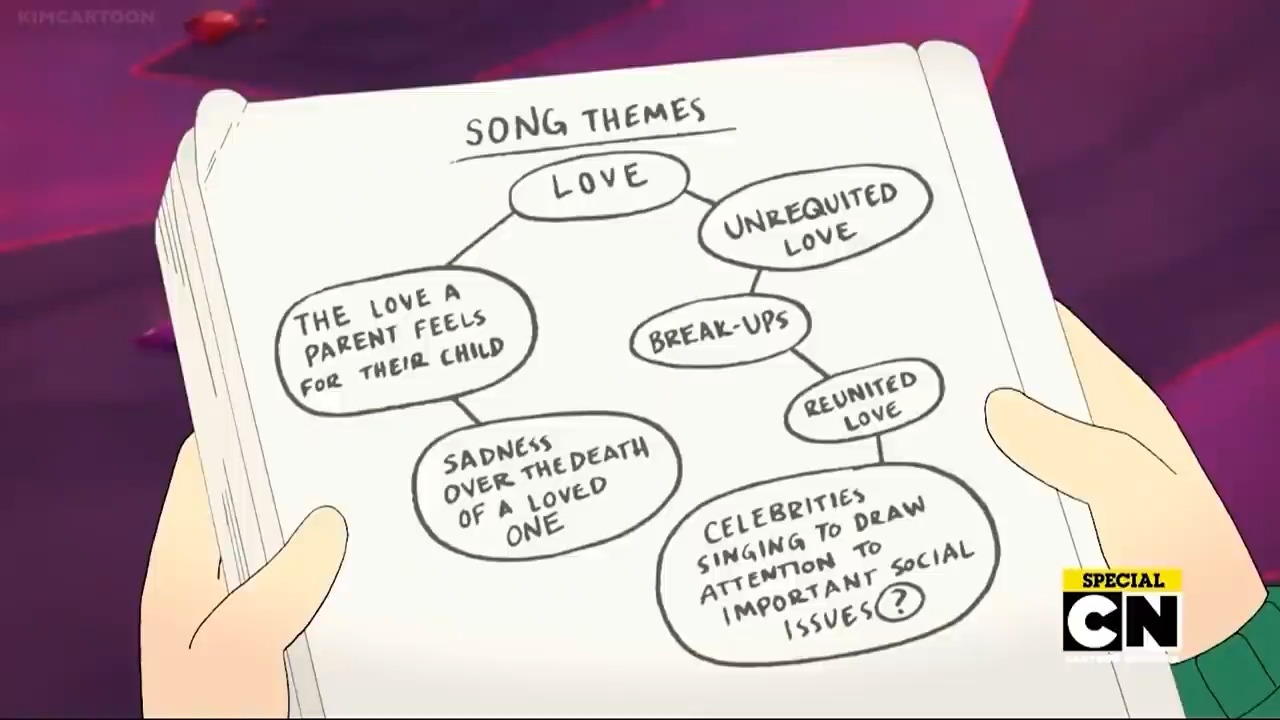 KIMCARTOON
SONG THEMES
LOVE
UNREQUITED
LOVE
THE LOVE A
PARENT FEELS
FOR THEIR CHILD
BREAK-UPS
REUNITED
LOVE
SADNESS
OVER THE DEATH
OF A LOVED
ONE
CELEBRITIES
SINGING TO DRAW
ATTENTION TO
IMPORTANT SOCIAL
ISSUES ?
SPECIAL
CN